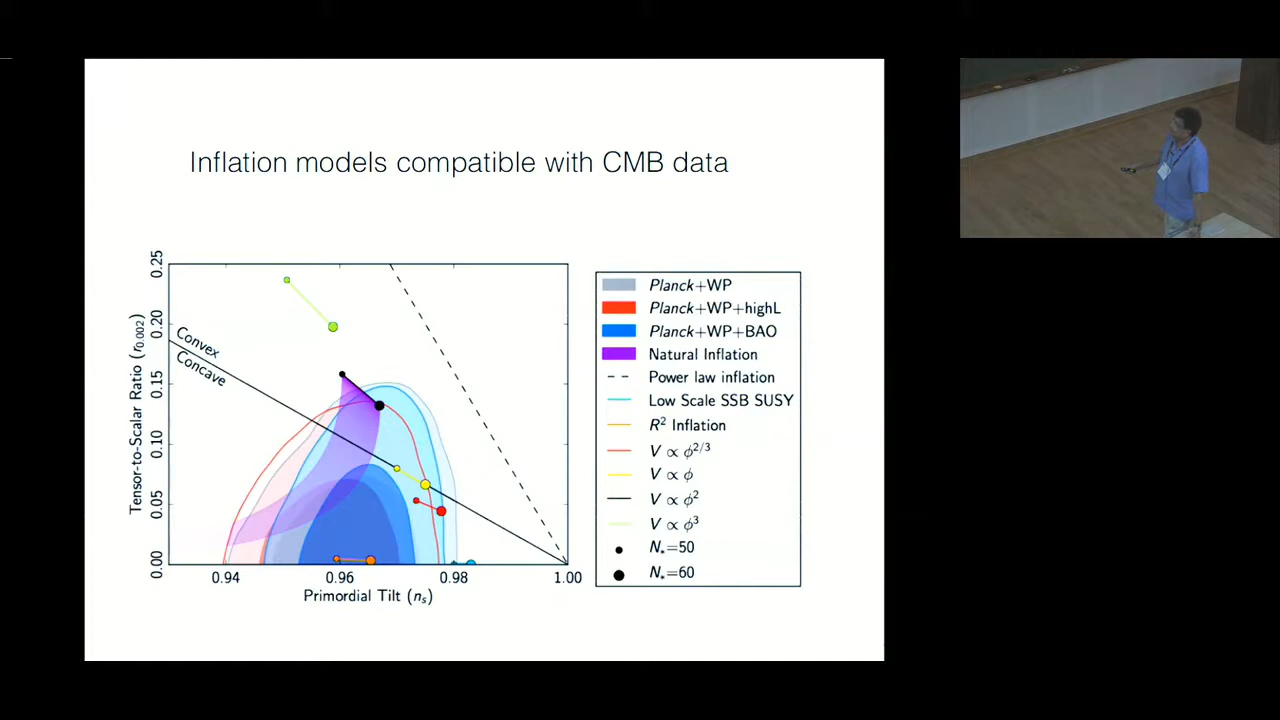 Inflation models compatible with CMB data
Tensor-to-Scalar Ratio (r0.002)
0.25
0.20
0.15
0.10
0.05
0.00
Convex
Concave
0.94
0.96
0.98
1.00
Primordial Tilt (ns)
Planck+WP
Planck+WP+highL
Planck+WP+BAO
Natural Inflation
Power law inflation
Low Scale SSB SUSY
R² Inflation
V ∝ ϕ^2/3
V ∝ ϕ
V ∝ ϕ²
V ∝ ϕ³
N*=50
N*=60